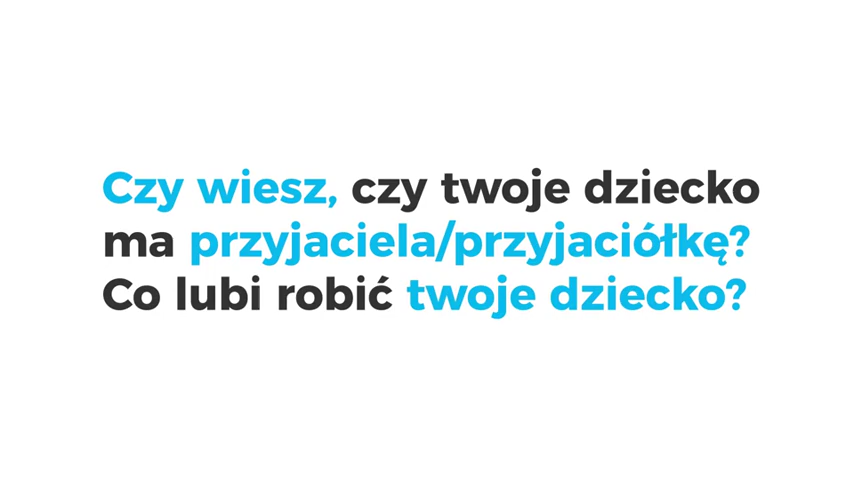 Czy wiesz, czy twoje dziecko
ma przyjaciela/przyjaciółkę?
Co lubi robić twoje dziecko?